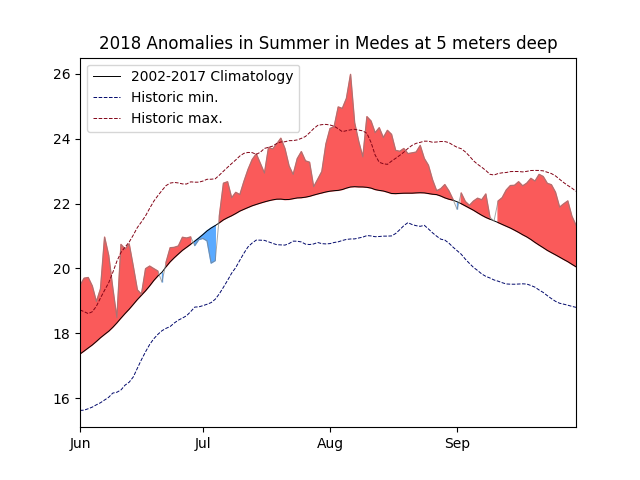 2018 Anomalies in Summer in Medes at 5 meters deep
2002-2017 Climatology
Historic min.
Historic max.
26
24
22
20
18
16
Jun Jul Aug Sep